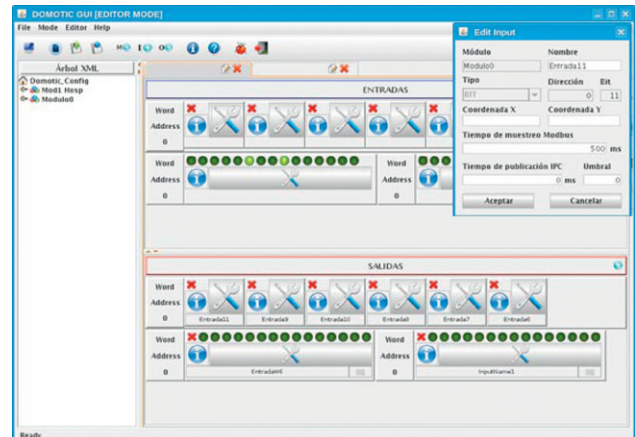 DOMOTIC GUI [EDITOR MODE]
File Mode Editor Help
Árbol XML
Domotic_Config
Mod1 Hosp
Modulo0
ENTRADAS
Word
Address
0
Word
Address
0
Word
Address
0
Edit Input
Módulo Nombre
Modulo0 Entrada11
Tipo Dirección Bit
BIT 0 11
Coordenada X Coordenada Y
Tiempo de muestreo Modbus
500 ms
Tiempo de publicación IPC Umbral
0 ms 0
Aceptar Cancelar
SALIDAS
Word
Address
0
Entrada11 Entrada9 Entrada10 Entrada8 Entrada7 Entrada6
Word
Address
0
EntradaW6
Word
Address
0
InputName1
Ready